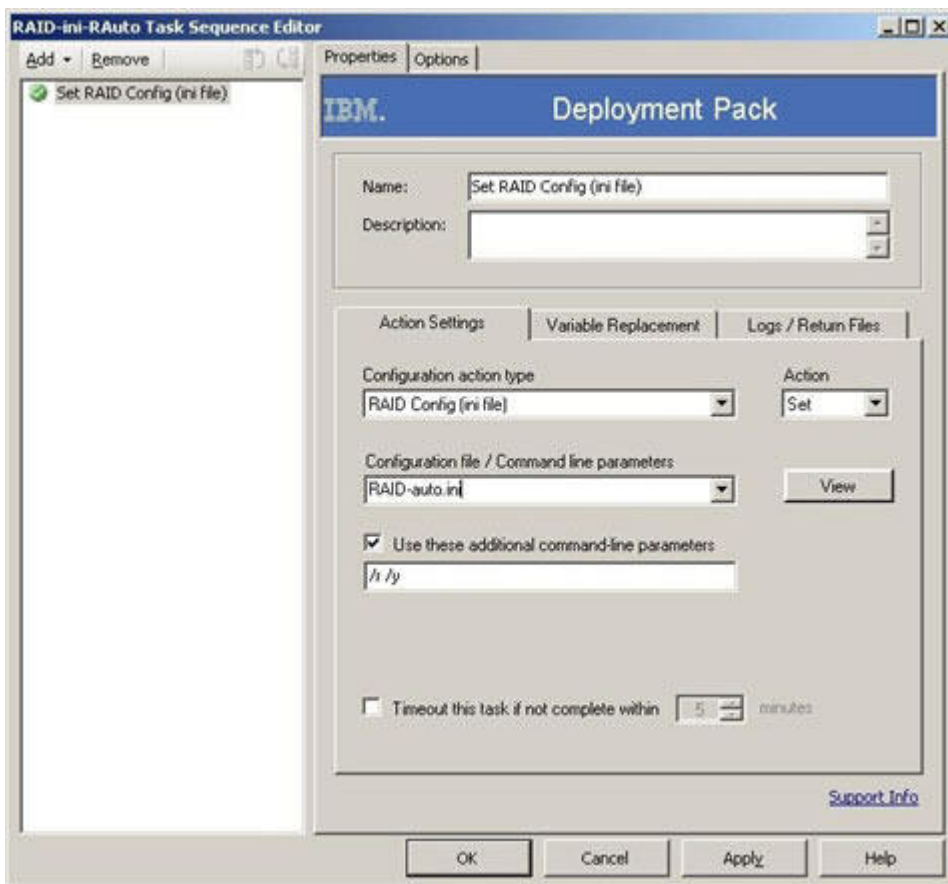 RAID-ini-RAuto Task Sequence Editor
Add Remove
Properties Options
Set RAID Config (ini file)
IBM. Deployment Pack
Name: Set RAID Config (ini file)
Description:
Action Settings Variable Replacement Logs / Return Files
Configuration action type Action
RAID Config (ini file) Set
Configuration file / Command line parameters
RAID-auto.ini View
Use these additional command-line parameters
/r /y
Timeout this task if not complete within 5 minutes
Support Info
OK Cancel Apply Help